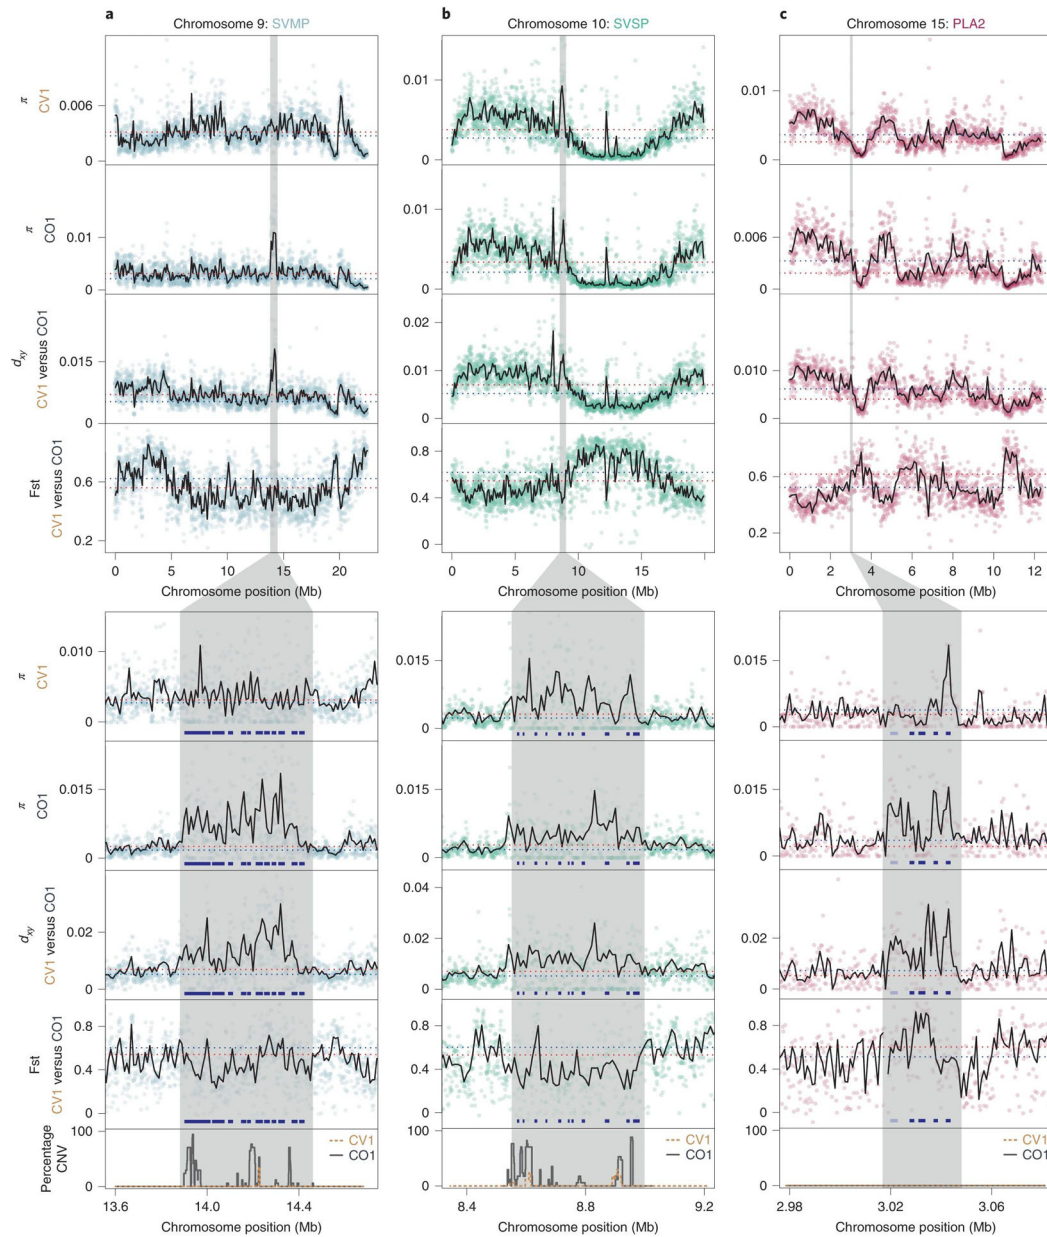 a
Chromosome 9: SVMP
π
CV1
0.006
0
π
CO1
0.01
0
dxy
CV1 versus CO1
0.015
0
Fst
CV1 versus CO1
0.6
0.2
0 5 10 15 20
Chromosome position (Mb)
π
CV1
0.010
0
π
CO1
0.015
0
dxy
CV1 versus CO1
0.02
0
Fst
CV1 versus CO1
0.8
0.4
0
Percentage
CNV
100
0
CV1
CO1
13.6 14.0 14.4
Chromosome position (Mb)
b
Chromosome 10: SVSP
0.01
0
0.01
0
0.02
0.01
0
0.8
0.4
0
0 5 10 15
Chromosome position (Mb)
0.015
0
0.015
0
0.04
0.02
0
0.8
0.4
0
100
0
CV1
CO1
8.4 8.8 9.2
Chromosome position (Mb)
c
Chromosome 15: PLA2
0.01
0
0.006
0
0.010
0
0.6
0.2
0 2 4 6 8 10 12
Chromosome position (Mb)
0.015
0
0.015
0
0.02
0
0.8
0.4
0
100
0
CV1
CO1
2.98 3.02 3.06
Chromosome position (Mb)